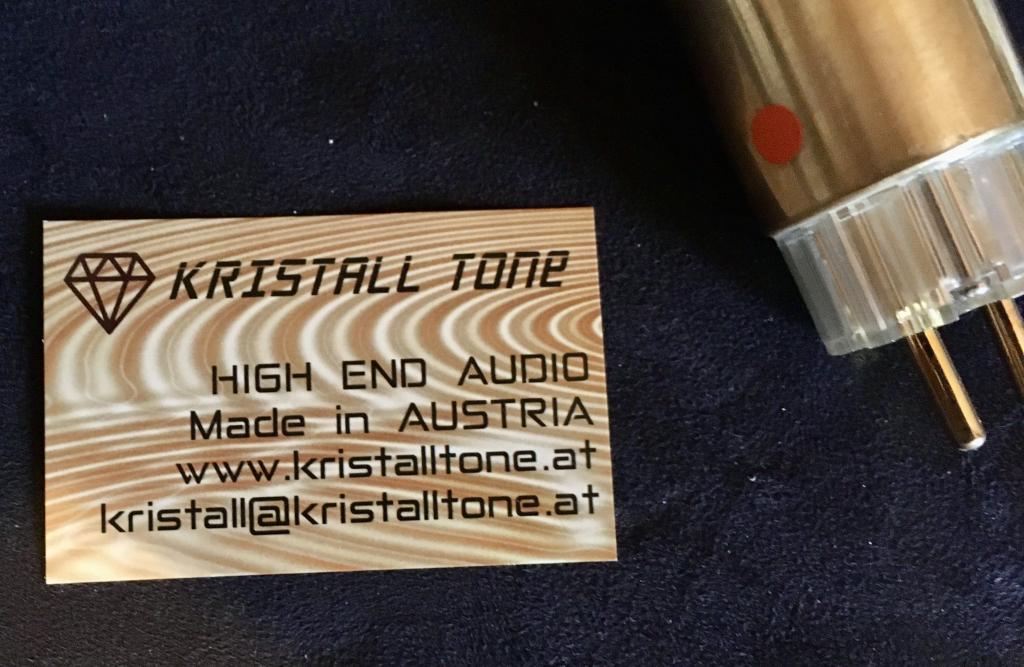 KRISTALL TONE
HIGH END AUDIO
Made in AUSTRIA
www.kristalltone.at
kristall@kristalltone.at